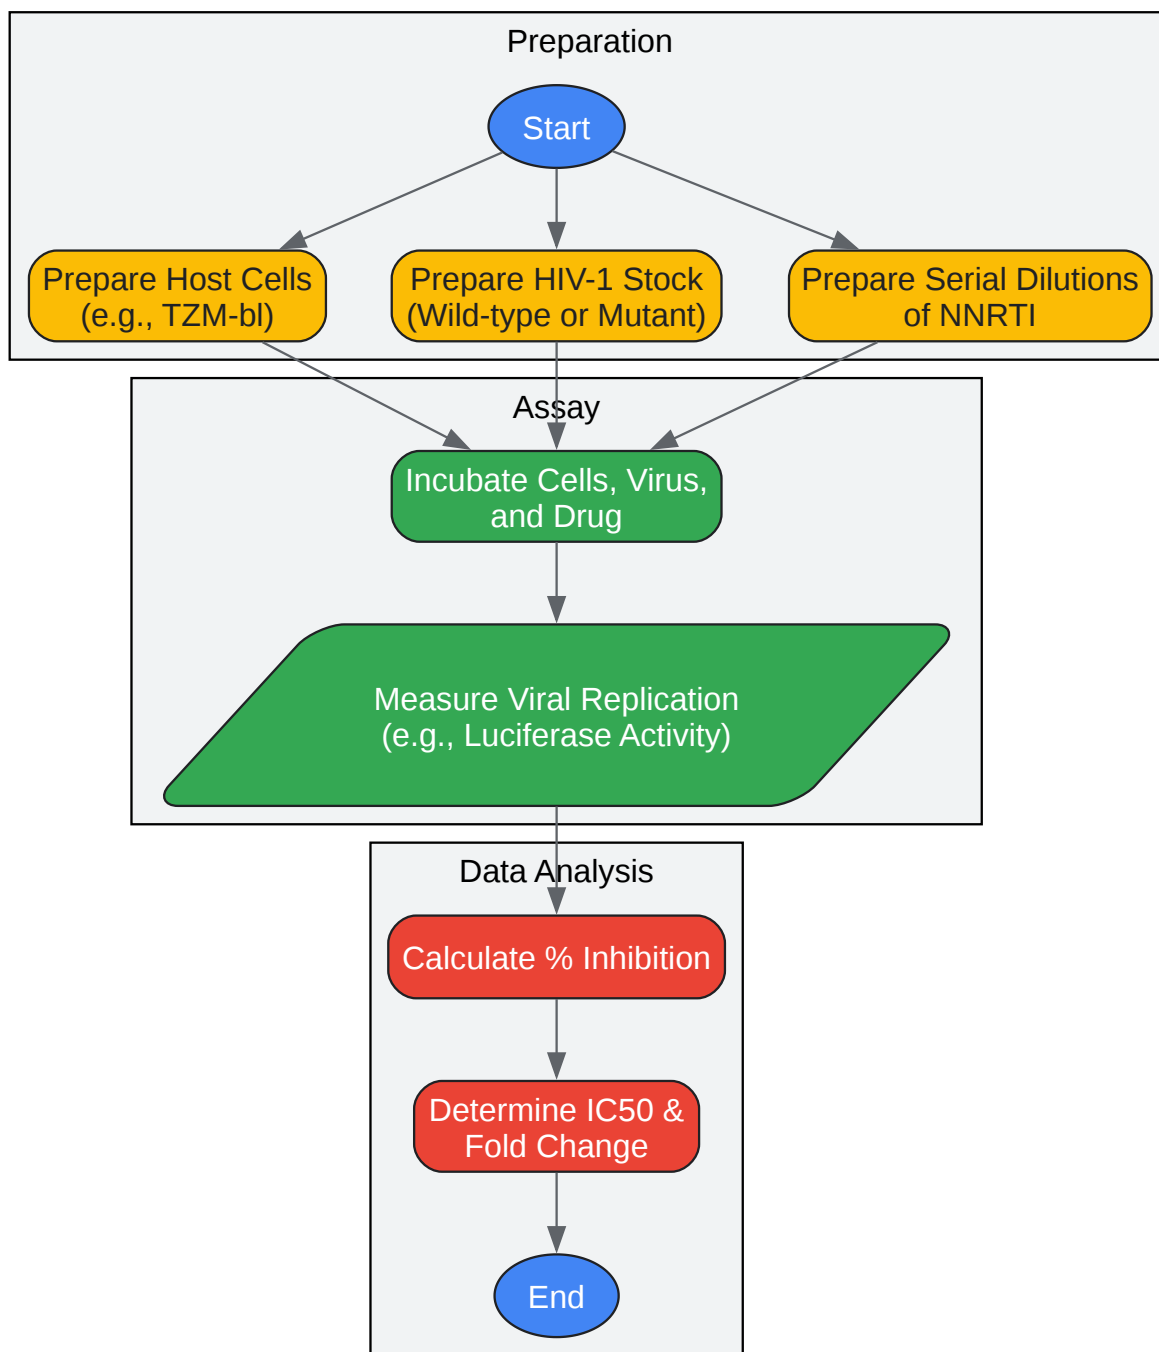 Preparation
Start
Prepare Host Cells
(e.g., TZM-bl)
Prepare HIV-1 Stock
(Wild-type or Mutant)
Prepare Serial Dilutions
of NNRTI
Assay
Incubate Cells, Virus,
and Drug
Measure Viral Replication
(e.g., Luciferase Activity)
Data Analysis
Calculate % Inhibition
Determine IC50 &
Fold Change
End